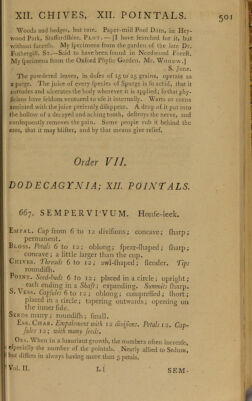 XII. CHIVES, XII. POINTALS. 501
Woods and hedges, but rare. Paper-mill Pool Dam, in Hey-
wood Park, Staffordshire. PLOT.—[I have searched for it, but
without success. My specimens from the garden of the late Dr.
Fothergill. ST.—Said to have been found in Needwood Forest.
My specimens from the Oxford Physic Garden. Mr. WOODW.]
S. June.
The powdered leaves, in doses of 15 to 25 grains, operate as
a purge. The juice of every species of Spurge is so acrid, that it
corrodes and ulcerates the body wherever it is applied; so that phy-
sicians have seldom ventured to use it internally. Warts or corns
anointed with the juice presently disappear. A drop of it put into
the hollow of a decayed and aching tooth, destroys the nerve, and
consequently removes the pain. Some people rub it behind the
ears, that it may blister, and by that means give relief.
Order VII.
DODECAGYNIA; XII. POINTALS.
667. SEMPERVI'VUM. House-leek.
EMPAL. Cup from 6 to 12 divisions; concave; sharp;
permanent.
BLOSS. Petals 6 to 12; oblong; spear-shaped; sharp;
concave; a little larger than the cup.
CHIVES. Threads 6 to 12; awl-shaped; slender. Tips
roundish.
POINT. Seed-buds 6 to 12; placed in a circle; upright;
each ending in a Shaft; expanding. Summits sharp.
S. VESS. Capsules 6 to 12; oblong; compressed; short;
placed in a circle; tapering outwards; opening on
the inner side.
SEEDS many; roundish; small.
ESS. CHAR. Empalement with 12 divisions. Petals 12. Cap-
sules 12; with many seeds.
OBS. When in a luxuriant growth, the numbers often increase,
especially the number of the pointals. Nearly allied to Sedum,
but differs in always having more than 5 petals.
Vol. II. L l SEM-